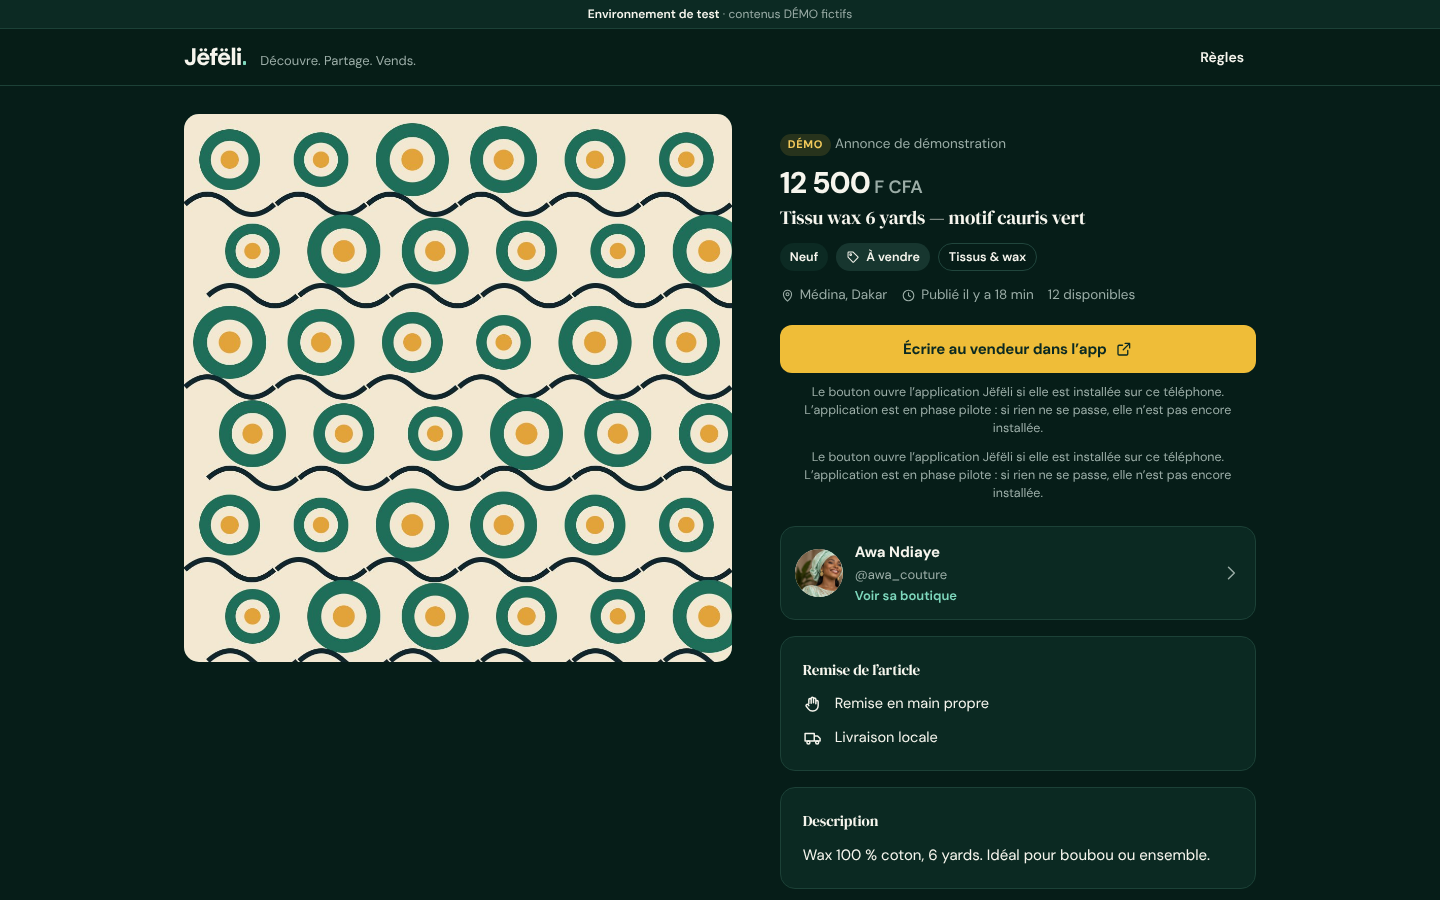 Environnement de test · contenus DÉMO fictifs
Jëfëli. Découvre. Partage. Vends.
Règles
DÉMO Annonce de démonstration
12 500 F CFA
Tissu wax 6 yards — motif cauris vert
Neuf À vendre Tissus & wax
Médina, Dakar Publié il y a 18 min 12 disponibles
Écrire au vendeur dans l’app
Le bouton ouvre l’application Jëfëli si elle est installée sur ce téléphone.
L’application est en phase pilote : si rien ne se passe, elle n’est pas encore
installée.
Le bouton ouvre l’application Jëfëli si elle est installée sur ce téléphone.
L’application est en phase pilote : si rien ne se passe, elle n’est pas encore
installée.
Awa Ndiaye
@awa_couture
Voir sa boutique
Remise de l’article
Remise en main propre
Livraison locale
Description
Wax 100 % coton, 6 yards. Idéal pour boubou ou ensemble.